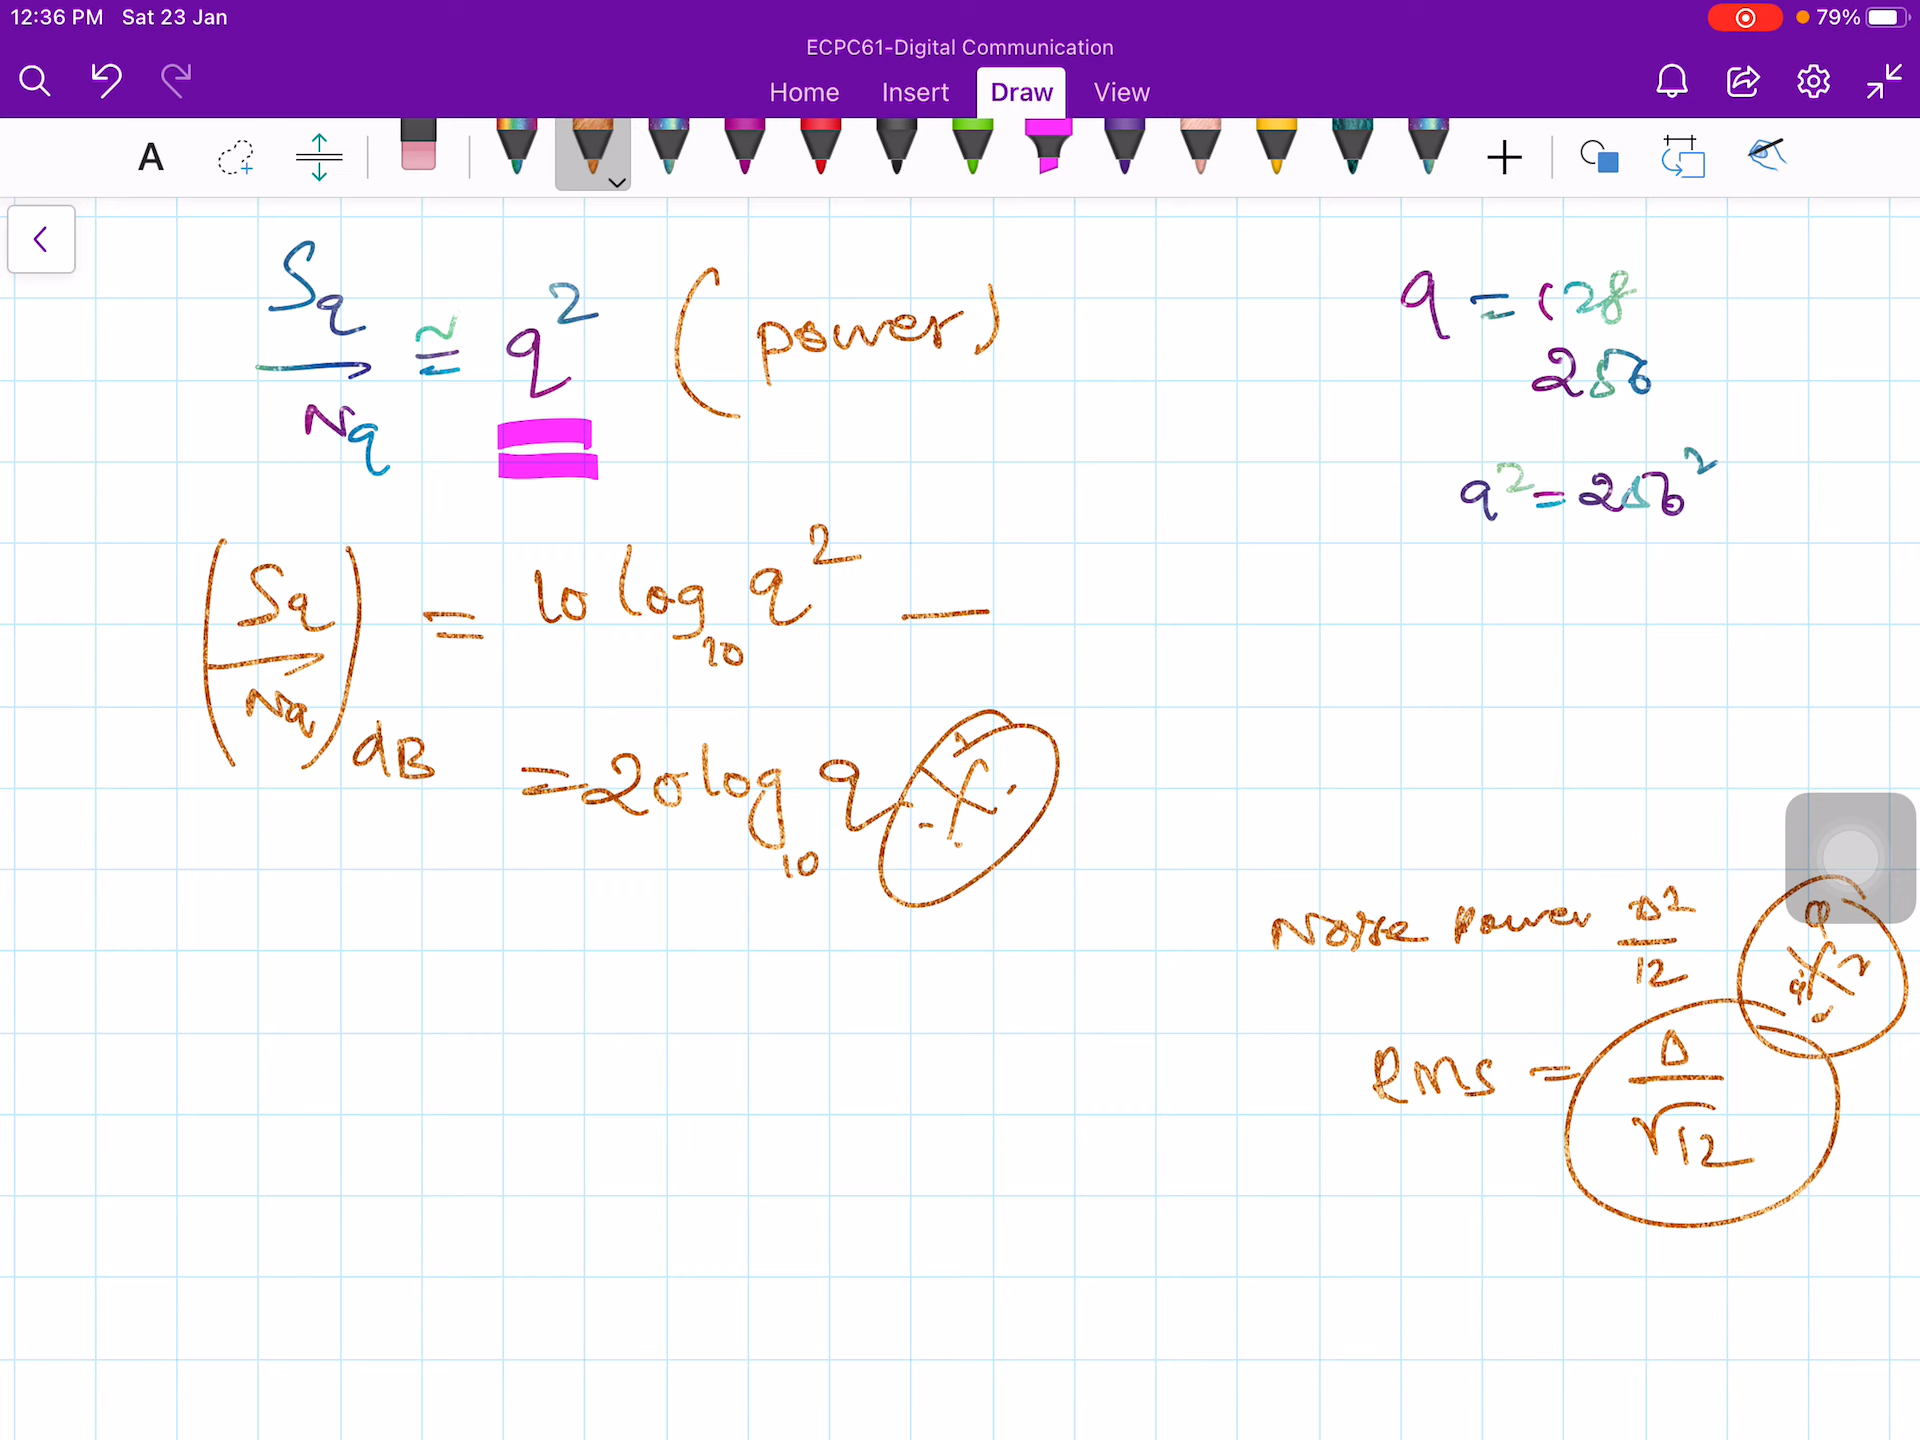 12:36 PM Sat 23 Jan
79%
ECPC61-Digital Communication
Home Insert Draw View
A
Sq/Nq ≅ q² (power)
q = 128
256
q² = 256²
(Sq/Nq)dB = 10 log₁₀ q² —
= 20 log₁₀ q
Noise Power Δ²/12
Rms = Δ/√12